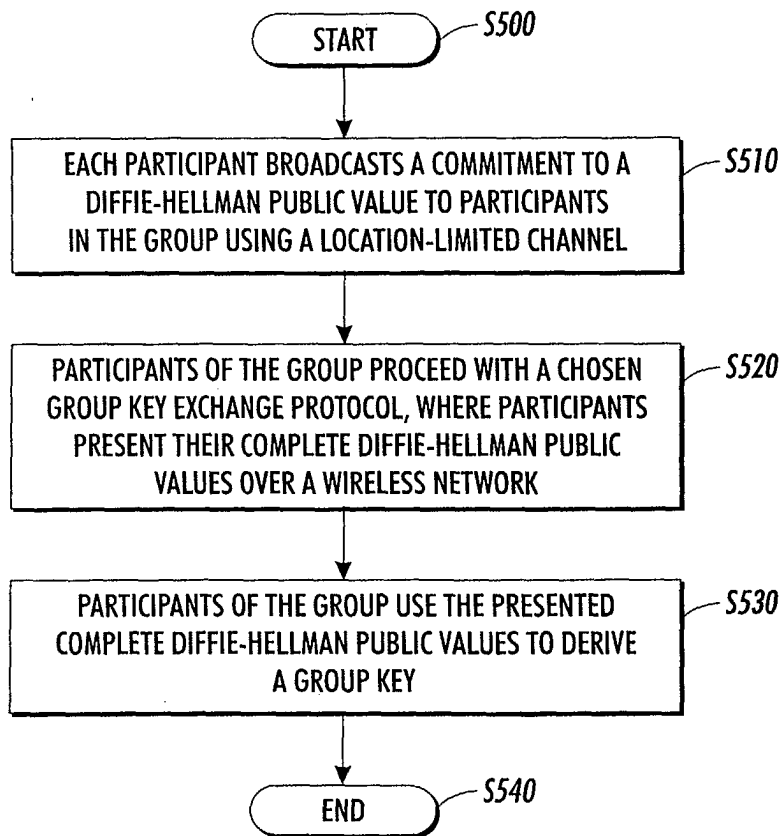 START
S500
EACH PARTICIPANT BROADCASTS A COMMITMENT TO A
DIFFIE-HELLMAN PUBLIC VALUE TO PARTICIPANTS
IN THE GROUP USING A LOCATION-LIMITED CHANNEL
S510
PARTICIPANTS OF THE GROUP PROCEED WITH A CHOSEN
GROUP KEY EXCHANGE PROTOCOL, WHERE PARTICIPANTS
PRESENT THEIR COMPLETE DIFFIE-HELLMAN PUBLIC
VALUES OVER A WIRELESS NETWORK
S520
PARTICIPANTS OF THE GROUP USE THE PRESENTED
COMPLETE DIFFIE-HELLMAN PUBLIC VALUES TO DERIVE
A GROUP KEY
S530
END
S540